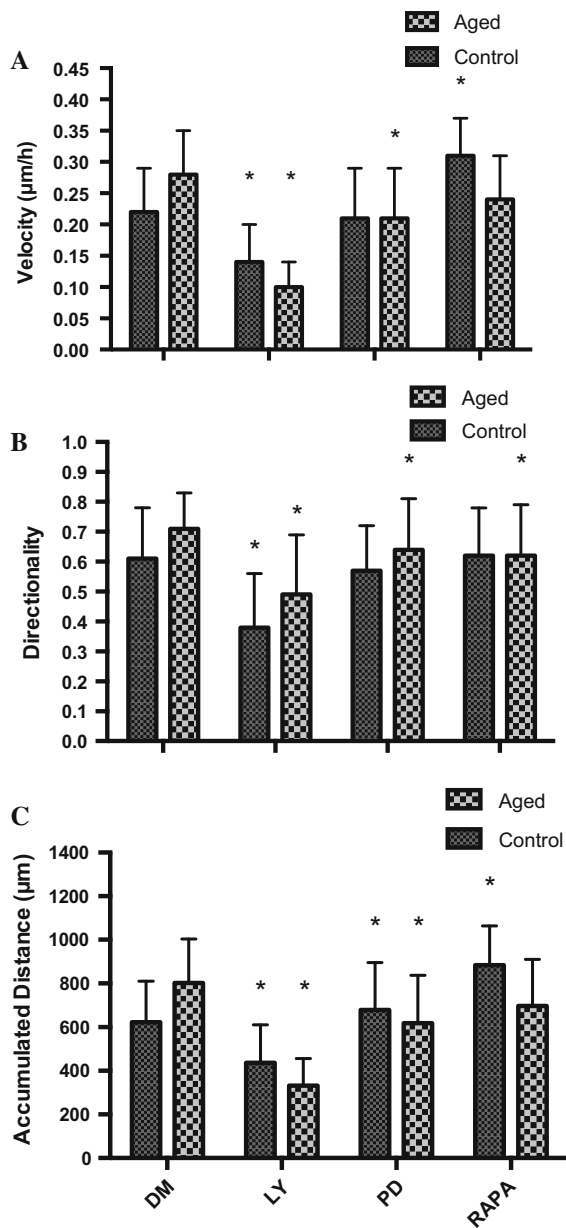 Aged
Control
A
Velocity (μm/h)
0.45
0.40
0.35
0.30
0.25
0.20
0.15
0.10
0.05
0.00
* * * *
Aged
Control
B
Directionality
1.0
0.9
0.8
0.7
0.6
0.5
0.4
0.3
0.2
0.1
0.0
* * * *
Aged
Control
C
Accumulated Distance (μm)
1400
1200
1000
800
600
400
200
0
* * * * *
DM LY PD RAPA